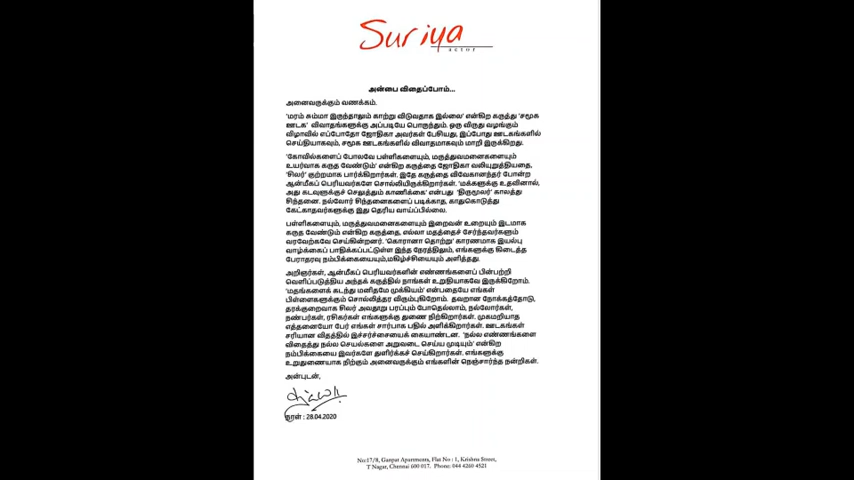 Suriya
ACTOR
அன்பை விதைப்போம்...
அனைவருக்கும் வணக்கம்.
'மரம் சும்மா இருந்தாலும் காற்று விடுவதாக இல்லை' என்கிற கருத்து 'சமூக
ஊடக' விவாதங்களுக்கு அப்படியே பொருந்தும். ஒரு விருது வழங்கும்
விழாவில் எப்போதோ ஜோதிகா அவர்கள் பேசியது, இப்போது ஊடகங்களில்
செய்தியாகவும், சமூக ஊடகங்களில் விவாதமாகவும் மாறி இருக்கிறது.
'கோவில்களைப் போலவே பள்ளிகளையும், மருத்துவமனைகளையும்
உயர்வாக கருத வேண்டும்' என்கிற கருத்தை ஜோதிகா வலியுறுத்தியதை,
'சிலர்' குற்றமாக பார்க்கிறார்கள். இதே கருத்தை விவேகானந்தர் போன்ற
ஆன்மீகப் பெரியவர்களே சொல்லியிருக்கிறார்கள். 'மக்களுக்கு உதவினால்,
அது கடவுளுக்குச் செலுத்தும் காணிக்கை' என்பது 'திருமூலர்' காலத்து
சிந்தனை. நல்லோர் சிந்தனைகளைப் படிக்காத, காதுகொடுத்து
கேட்காதவர்களுக்கு இது தெரிய வாய்ப்பில்லை.
பள்ளிகளையும், மருத்துவமனைகளையும் இறைவன் உறையும் இடமாக
கருத வேண்டும் என்கிற கருத்தை, எல்லா மதத்தைச் சேர்ந்தவர்களும்
வரவேற்கவே செய்கின்றனர். 'கொரானா தொற்று' காரணமாக இயல்பு
வாழ்க்கைப் பாதிக்கப்பட்டுள்ள இந்த நேரத்திலும், எங்களுக்கு கிடைத்த
பேராதரவு நம்பிக்கையையும்,மகிழ்ச்சியையும் அளித்தது.
அறிஞர்கள், ஆன்மீகப் பெரியவர்களின் எண்ணங்களைப் பின்பற்றி
வெளிப்படுத்திய அந்தக் கருத்தில் நாங்கள் உறுதியாகவே இருக்கிறோம்.
'மதங்களைக் கடந்து மனிதமே முக்கியம்' என்பதையே எங்கள்
பிள்ளைகளுக்கும் சொல்லித்தர விரும்புகிறோம். தவறான நோக்கத்தோடு,
தரக்குறைவாக சிலர் அவதூறு பரப்பும் போதெல்லாம், நல்லோர்கள்,
நண்பர்கள், ரசிகர்கள் எங்களுக்கு துணை நிற்கிறார்கள். முகமறியாத
எத்தனையோ பேர் எங்கள் சார்பாக பதில் அளிக்கிறார்கள். ஊடகங்கள்
சரியான விதத்தில் இச்சர்ச்சையைக் கையாண்டன. 'நல்ல எண்ணங்களை
விதைத்து நல்ல செயல்களை அறுவடை செய்ய முடியும்' என்கிற
நம்பிக்கையை இவர்களே துளிர்க்கச் செய்கிறார்கள். எங்களுக்கு
உறுதுணையாக நிற்கும் அனைவருக்கும் எங்களின் நெஞ்சார்ந்த நன்றிகள்.
அன்புடன்,
நாள் : 28.04.2020
No:17/8, Ganpat Apartments, Flat No : 1, Krishna Street,
T Nagar, Chennai 600 017. Phone: 044 4260 4521